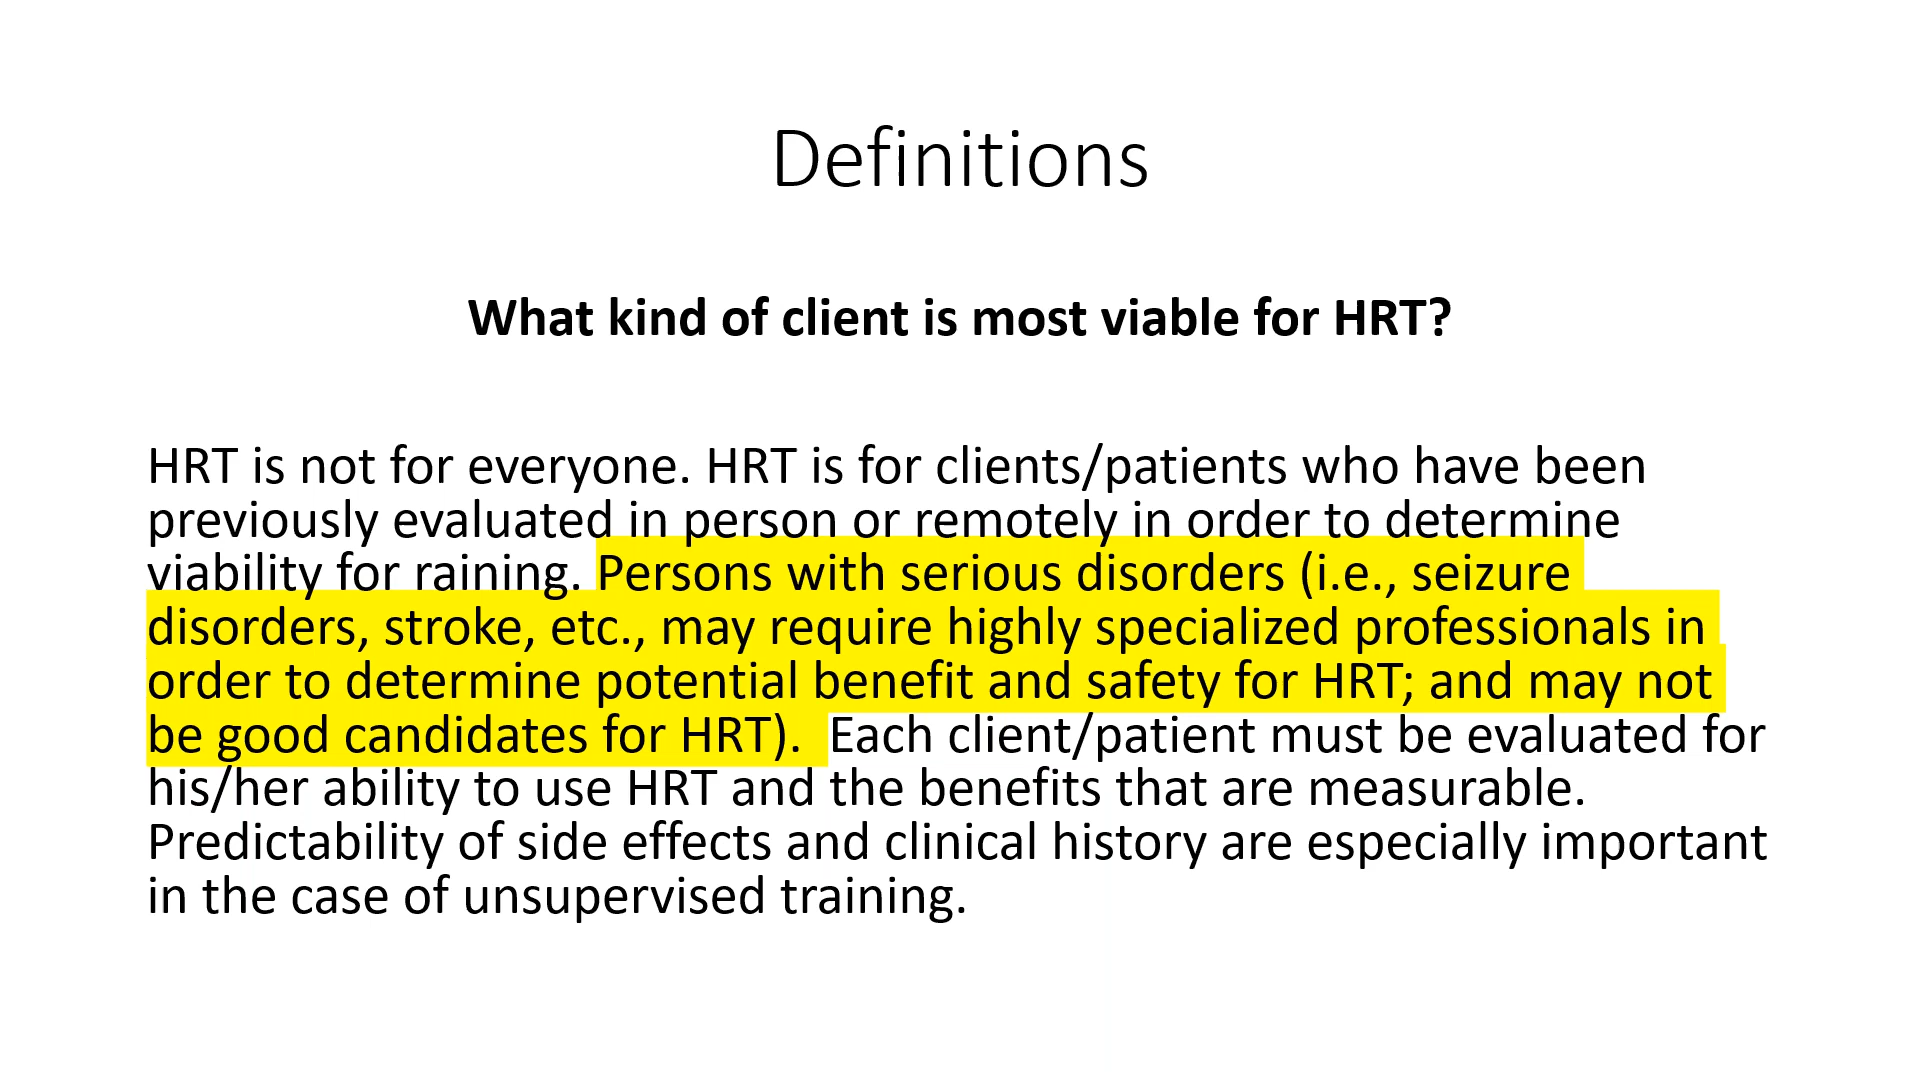 Definitions
What kind of client is most viable for HRT?
HRT is not for everyone. HRT is for clients/patients who have been
previously evaluated in person or remotely in order to determine
viability for raining. Persons with serious disorders (i.e., seizure
disorders, stroke, etc., may require highly specialized professionals in
order to determine potential benefit and safety for HRT; and may not
be good candidates for HRT). Each client/patient must be evaluated for
his/her ability to use HRT and the benefits that are measurable.
Predictability of side effects and clinical history are especially important
in the case of unsupervised training.